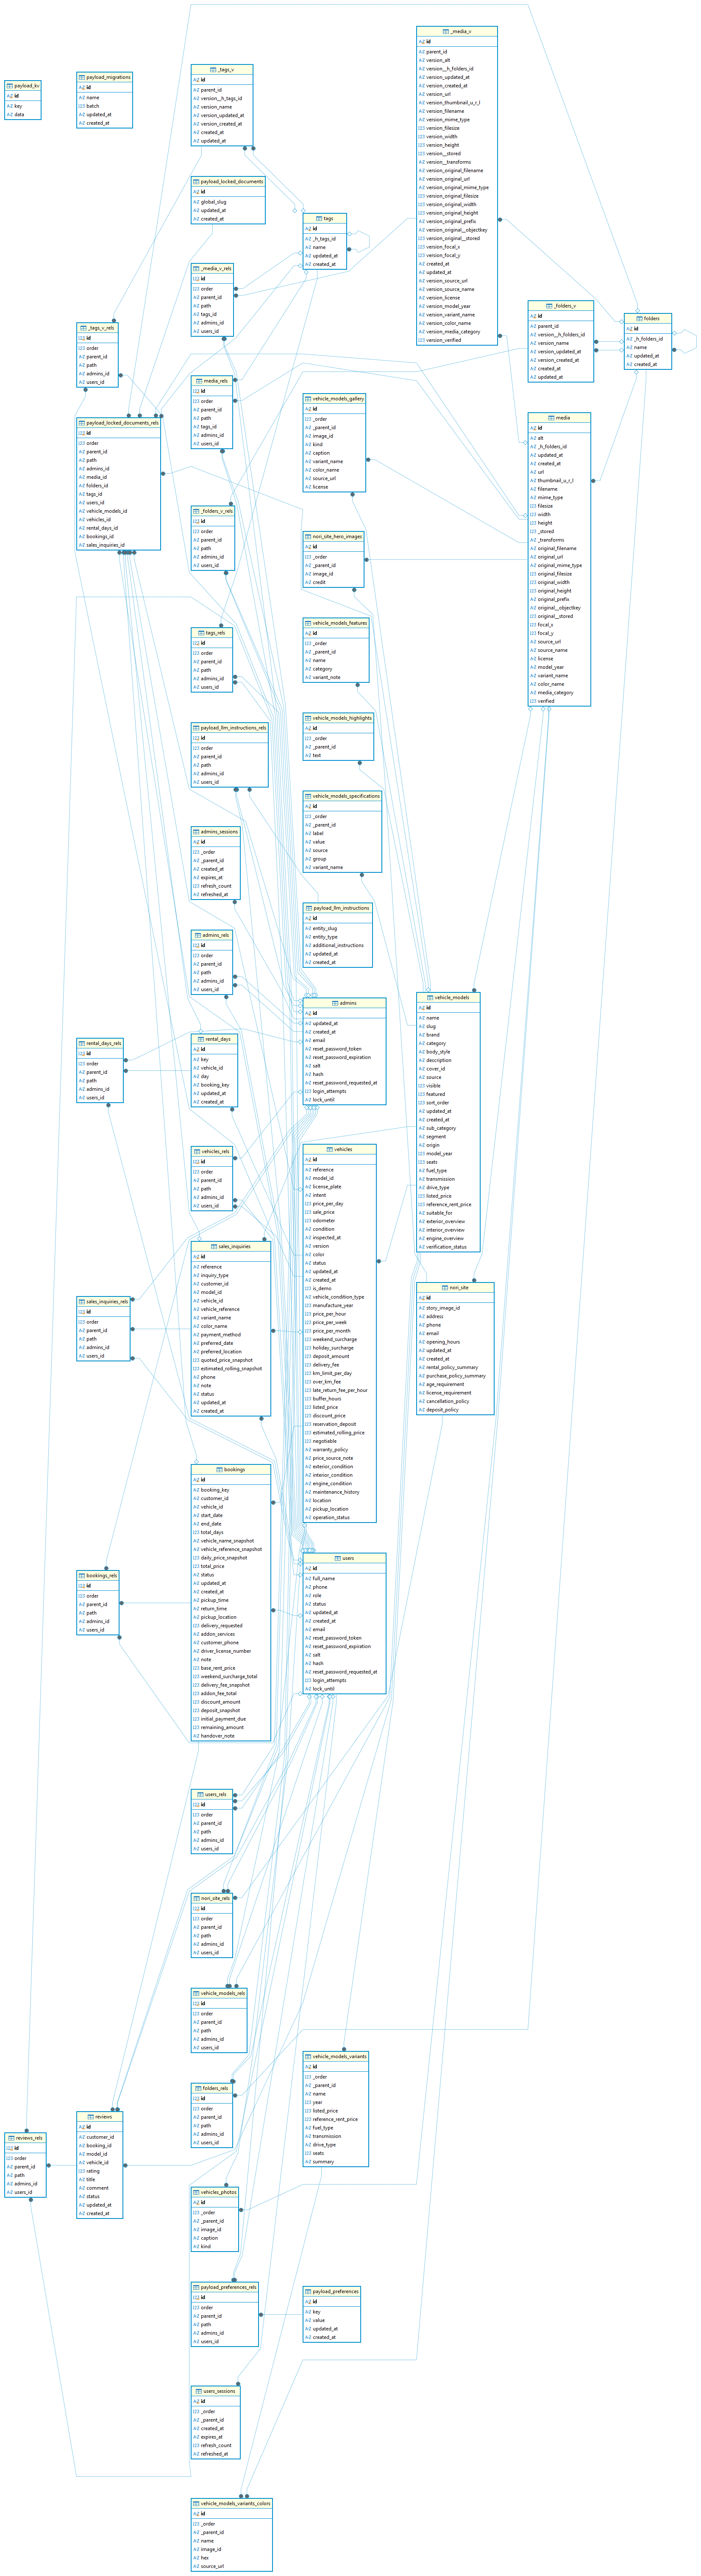 payload_kv
id
key
data
payload_migrations
id
name
batch
updated_at
created_at
_tags_v
id
parent_id
version__h_tags_id
version_name
version_updated_at
version_created_at
created_at
updated_at
payload_locked_documents
id
global_slug
updated_at
created_at
_media_v_rels
id
order
parent_id
path
tags_id
admins_id
users_id
tags
id
_h_tags_id
name
updated_at
created_at
_media_v
id
parent_id
version_alt
version__h_folders_id
version_updated_at
version_created_at
version_url
version_thumbnail_u_r_l
version_filename
version_mime_type
version_filesize
version_width
version_height
version__stored
version__transforms
version_original_filename
version_original_url
version_original_mime_type
version_original_filesize
version_original_width
version_original_height
version_original_prefix
version_original__objectkey
version_original__stored
version_focal_x
version_focal_y
created_at
updated_at
version_source_url
version_source_name
version_license
version_model_year
version_variant_name
version_color_name
version_media_category
version_verified
_folders_v
id
parent_id
version__h_folders_id
version_name
version_updated_at
version_created_at
created_at
updated_at
folders
id
_h_folders_id
name
updated_at
created_at
_tags_v_rels
id
order
parent_id
path
admins_id
users_id
payload_locked_documents_rels
id
order
parent_id
path
admins_id
media_id
folders_id
tags_id
users_id
vehicle_models_id
vehicles_id
rental_days_id
bookings_id
sales_inquiries_id
media_rels
id
order
parent_id
path
tags_id
admins_id
users_id
_folders_v_rels
id
order
parent_id
path
admins_id
users_id
vehicle_models_gallery
id
_order
_parent_id
image_id
kind
caption
variant_name
color_name
source_url
license
nori_site_hero_images
id
_order
_parent_id
image_id
credit
media
id
alt
_h_folders_id
updated_at
created_at
url
thumbnail_u_r_l
filename
mime_type
filesize
width
height
_stored
_transforms
original_filename
original_url
original_mime_type
original_filesize
original_width
original_height
original_prefix
original__objectkey
original__stored
focal_x
focal_y
source_url
source_name
license
model_year
variant_name
color_name
media_category
verified
tags_rels
id
order
parent_id
path
admins_id
users_id
vehicle_models_features
id
_order
_parent_id
name
category
variant_note
vehicle_models_highlights
id
_order
_parent_id
text
payload_llm_instructions_rels
id
order
parent_id
path
admins_id
users_id
vehicle_models_specifications
id
_order
_parent_id
label
value
source
group
variant_name
admins_sessions
id
_order
_parent_id
created_at
expires_at
refresh_count
refreshed_at
payload_llm_instructions
id
entity_slug
entity_type
additional_instructions
updated_at
created_at
admins_rels
id
order
parent_id
path
admins_id
users_id
admins
id
updated_at
created_at
email
reset_password_token
reset_password_expiration
salt
hash
reset_password_requested_at
login_attempts
lock_until
vehicle_models
id
name
slug
brand
category
body_style
description
cover_id
source
visible
featured
sort_order
updated_at
created_at
sub_category
segment
origin
model_year
seats
fuel_type
transmission
drive_type
listed_price
reference_rent_price
suitable_for
exterior_overview
interior_overview
engine_overview
verification_status
rental_days_rels
id
order
parent_id
path
admins_id
users_id
rental_days
id
key
vehicle_id
day
booking_key
updated_at
created_at
vehicles_rels
id
order
parent_id
path
admins_id
users_id
vehicles
id
reference
model_id
license_plate
intent
price_per_day
sale_price
odometer
condition
inspected_at
version
color
status
updated_at
created_at
is_demo
vehicle_condition_type
manufacture_year
price_per_hour
price_per_week
price_per_month
weekend_surcharge
holiday_surcharge
deposit_amount
delivery_fee
km_limit_per_day
over_km_fee
late_return_fee_per_hour
buffer_hours
listed_price
discount_price
reservation_deposit
estimated_rolling_price
negotiable
warranty_policy
price_source_note
exterior_condition
interior_condition
engine_condition
maintenance_history
location
pickup_location
operation_status
sales_inquiries
id
reference
inquiry_type
customer_id
model_id
vehicle_id
vehicle_reference
variant_name
color_name
payment_method
preferred_date
preferred_location
quoted_price_snapshot
estimated_rolling_snapshot
phone
note
status
updated_at
created_at
sales_inquiries_rels
id
order
parent_id
path
admins_id
users_id
nori_site
id
story_image_id
address
phone
email
opening_hours
updated_at
created_at
rental_policy_summary
purchase_policy_summary
age_requirement
license_requirement
cancellation_policy
deposit_policy
bookings
id
booking_key
customer_id
vehicle_id
start_date
end_date
total_days
vehicle_name_snapshot
vehicle_reference_snapshot
daily_price_snapshot
total_price
status
updated_at
created_at
pickup_time
return_time
pickup_location
delivery_requested
addon_services
customer_phone
driver_license_number
note
base_rent_price
weekend_surcharge_total
delivery_fee_snapshot
addon_fee_total
discount_amount
deposit_snapshot
initial_payment_due
remaining_amount
handover_note
bookings_rels
id
order
parent_id
path
admins_id
users_id
users
id
full_name
phone
role
status
updated_at
created_at
email
reset_password_token
reset_password_expiration
salt
hash
reset_password_requested_at
login_attempts
lock_until
users_rels
id
order
parent_id
path
admins_id
users_id
nori_site_rels
id
order
parent_id
path
admins_id
users_id
vehicle_models_rels
id
order
parent_id
path
admins_id
users_id
vehicle_models_variants
id
_order
_parent_id
name
year
listed_price
reference_rent_price
fuel_type
transmission
drive_type
seats
summary
folders_rels
id
order
parent_id
path
admins_id
users_id
reviews
id
customer_id
booking_id
model_id
vehicle_id
rating
title
comment
status
updated_at
created_at
reviews_rels
id
order
parent_id
path
admins_id
users_id
vehicles_photos
id
_order
_parent_id
image_id
caption
kind
payload_preferences_rels
id
order
parent_id
path
admins_id
users_id
payload_preferences
id
key
value
updated_at
created_at
users_sessions
id
_order
_parent_id
created_at
expires_at
refresh_count
refreshed_at
vehicle_models_variants_colors
id
_order
_parent_id
name
image_id
hex
source_url